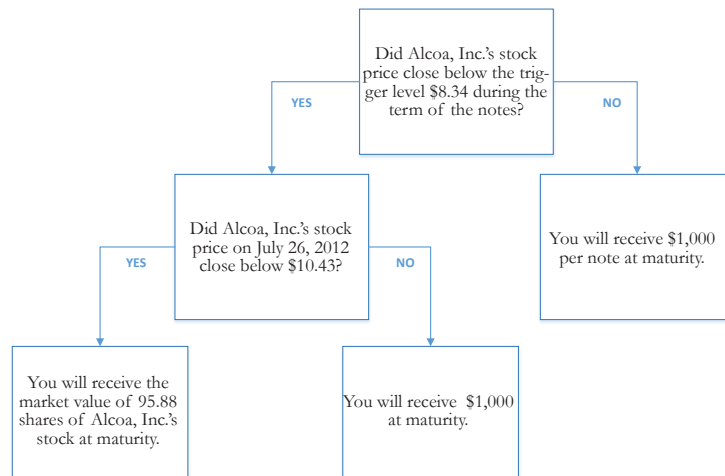 Did Alcoa, Inc.'s stock
price close below the trig-
ger level $8.34 during the
term of the notes?
YES
NO
Did Alcoa, Inc.'s stock
price on July 26, 2012
close below $10.43?
You will receive $1,000
per note at maturity.
YES
NO
You will receive the
market value of 95.88
shares of Alcoa, Inc.'s
stock at maturity.
You will receive $1,000
at maturity.